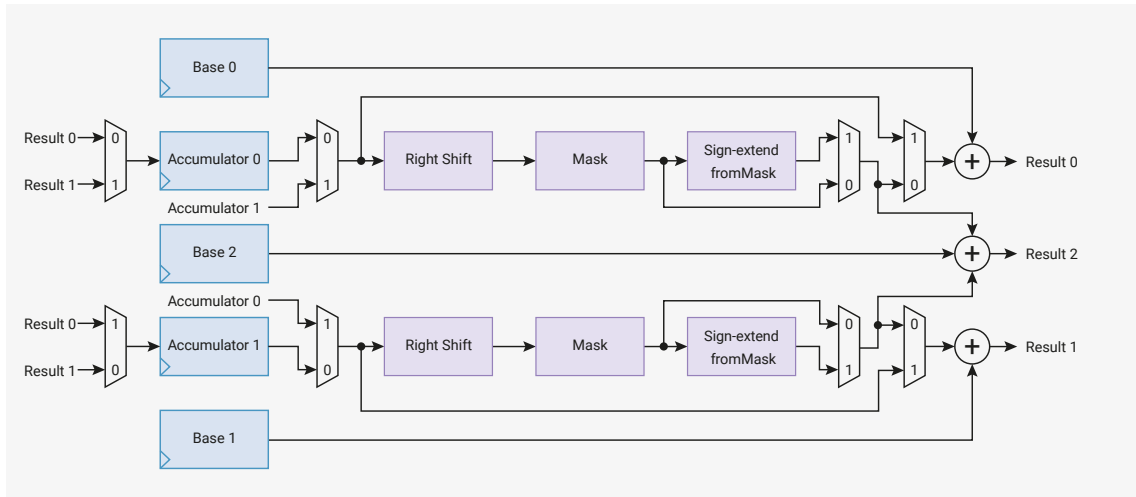 Base 0
Result 0
0
Accumulator 0
0
Right Shift
Mask
Sign-extend
fromMask
1
1
Result 0
Result 1
1
1
0
0
Accumulator 1
Base 2
Result 2
Accumulator 0
Result 0
1
Accumulator 1
1
Right Shift
Mask
Sign-extend
fromMask
0
0
Result 1
Result 1
0
0
1
1
Base 1